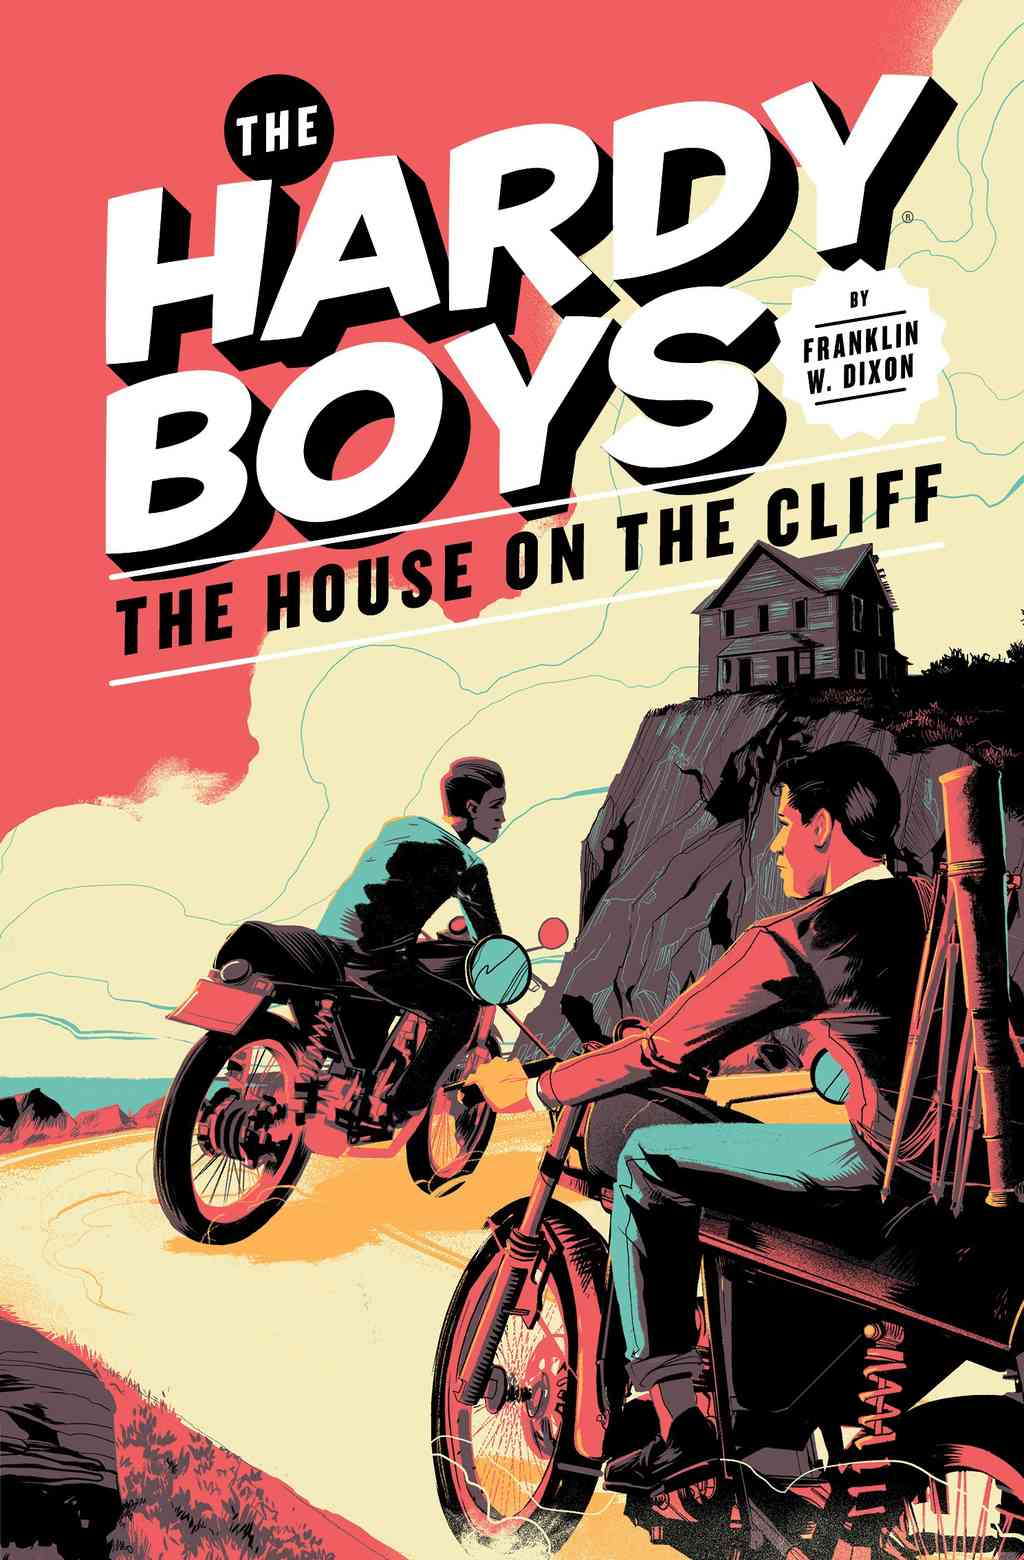 THE
HARDY
BOYS
®
BY
FRANKLIN
W. DIXON
THE HOUSE ON THE CLIFF